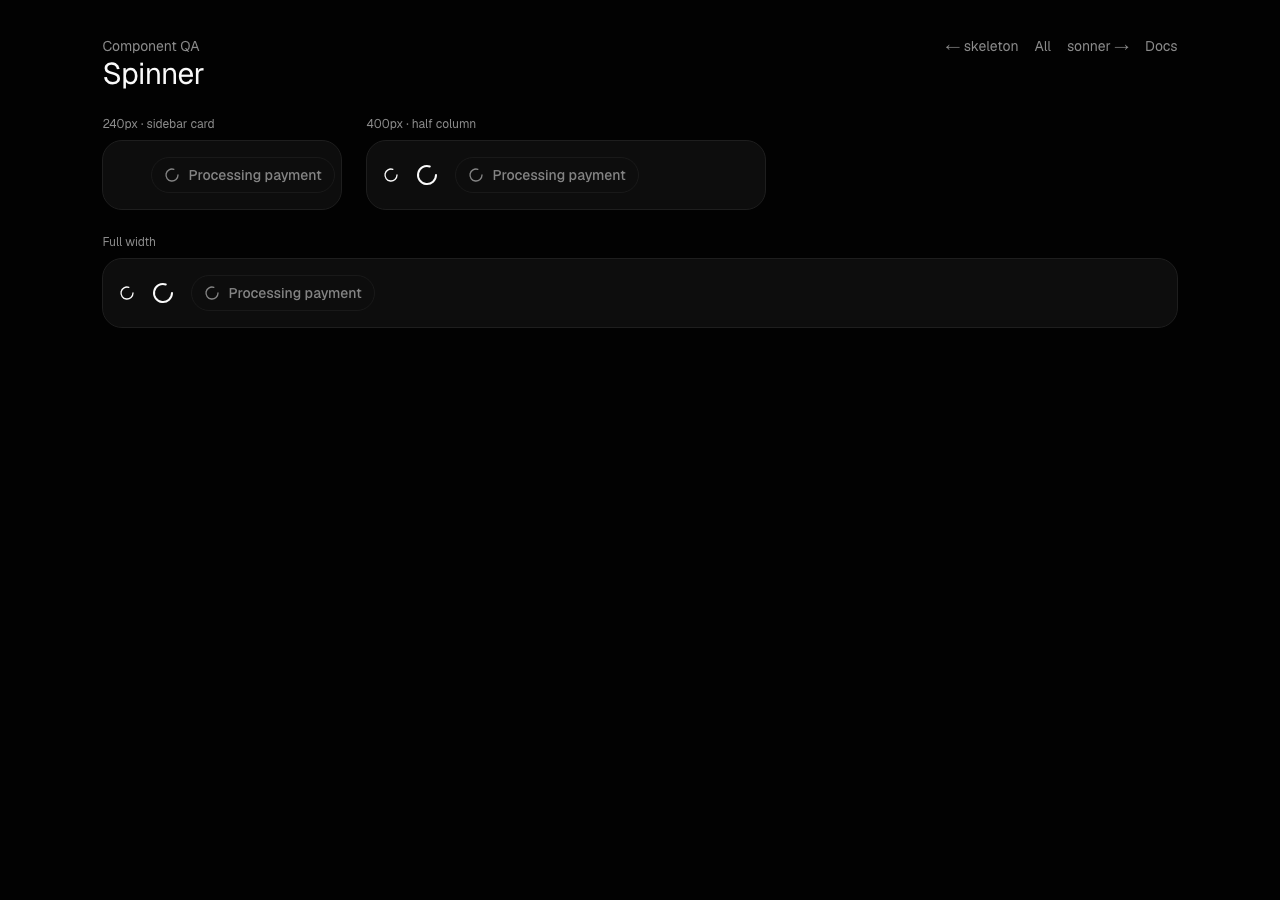 Component QA
Spinner
← skeleton All sonner → Docs
240px · sidebar card
Processing payment
400px · half column
Processing payment
Full width
Processing payment